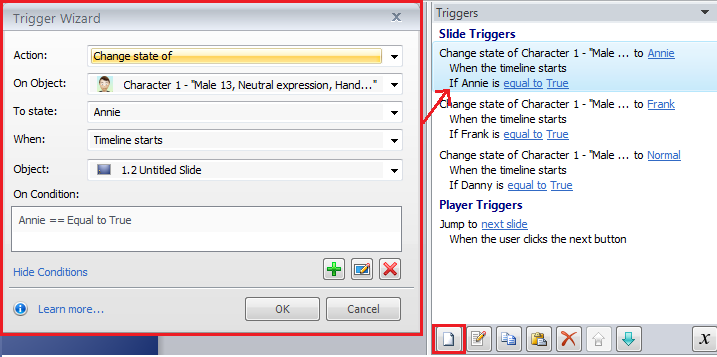 Trigger Wizard
Action: Change state of
On Object: Character 1 - "Male 13, Neutral expression, Hand..."
To state: Annie
When: Timeline starts
Object: 1.2 Untitled Slide
On Condition:
Annie == Equal to True
Hide Conditions
Learn more...
OK Cancel
Triggers
Slide Triggers
Change state of Character 1 - "Male ... to Annie
When the timeline starts
If Annie is equal to True
Change state of Character 1 - "Male ... to Frank
When the timeline starts
If Frank is equal to True
Change state of Character 1 - "Male ... to Normal
When the timeline starts
If Danny is equal to True
Player Triggers
Jump to next slide
When the user clicks the next button
x